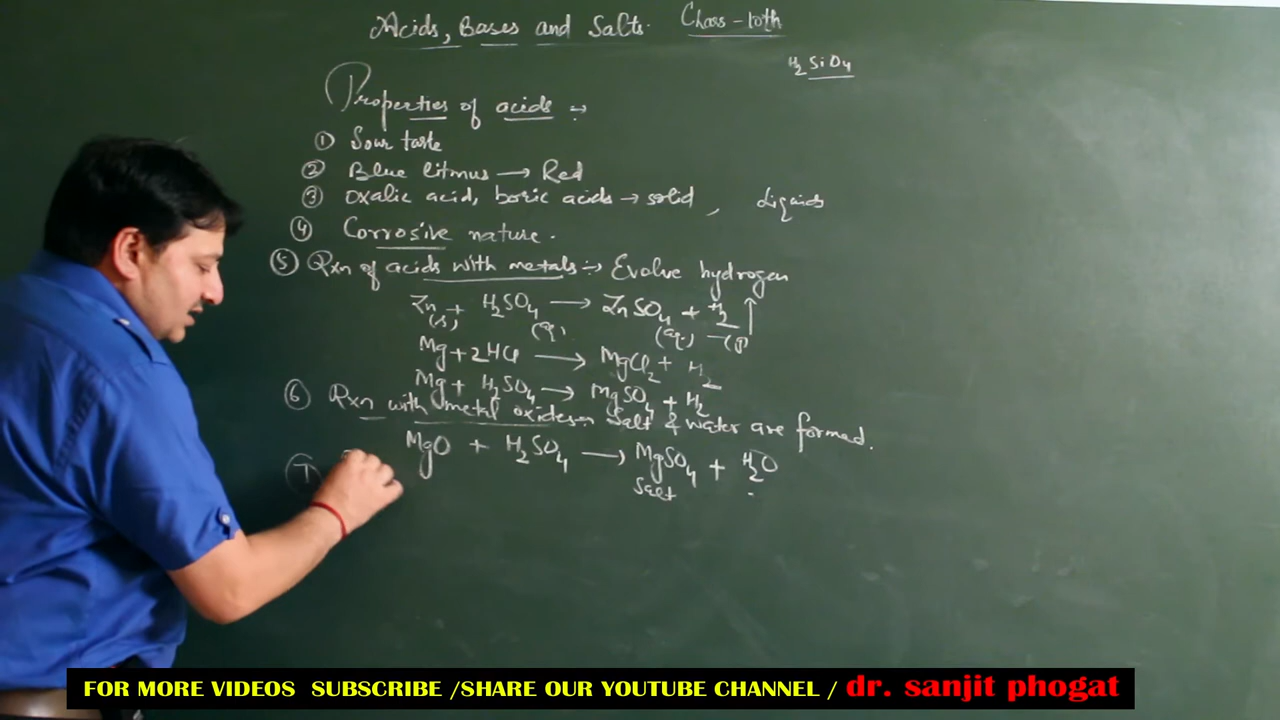 Acids, Bases and Salts. Class-10th
H2SiO4
Properties of acids :-
① Sour taste
② Blue litmus → Red
③ Oxalic acid, boric acids → solid, Liquids
④ Corrosive nature.
⑤ Rxn of acids with metals :- Evolve hydrogen
Zn(s) + H2SO4(aq.) → ZnSO4(aq.) + H2(g)↑
Mg + 2HCl → MgCl2 + H2
Mg + H2SO4 → MgSO4 + H2
⑥ Rxn with metal oxides:- Salt & water are formed.
MgO + H2SO4 → MgSO4 + H2O
Salt
⑦
FOR MORE VIDEOS SUBSCRIBE /SHARE OUR YOUTUBE CHANNEL / dr. sanjit phogat